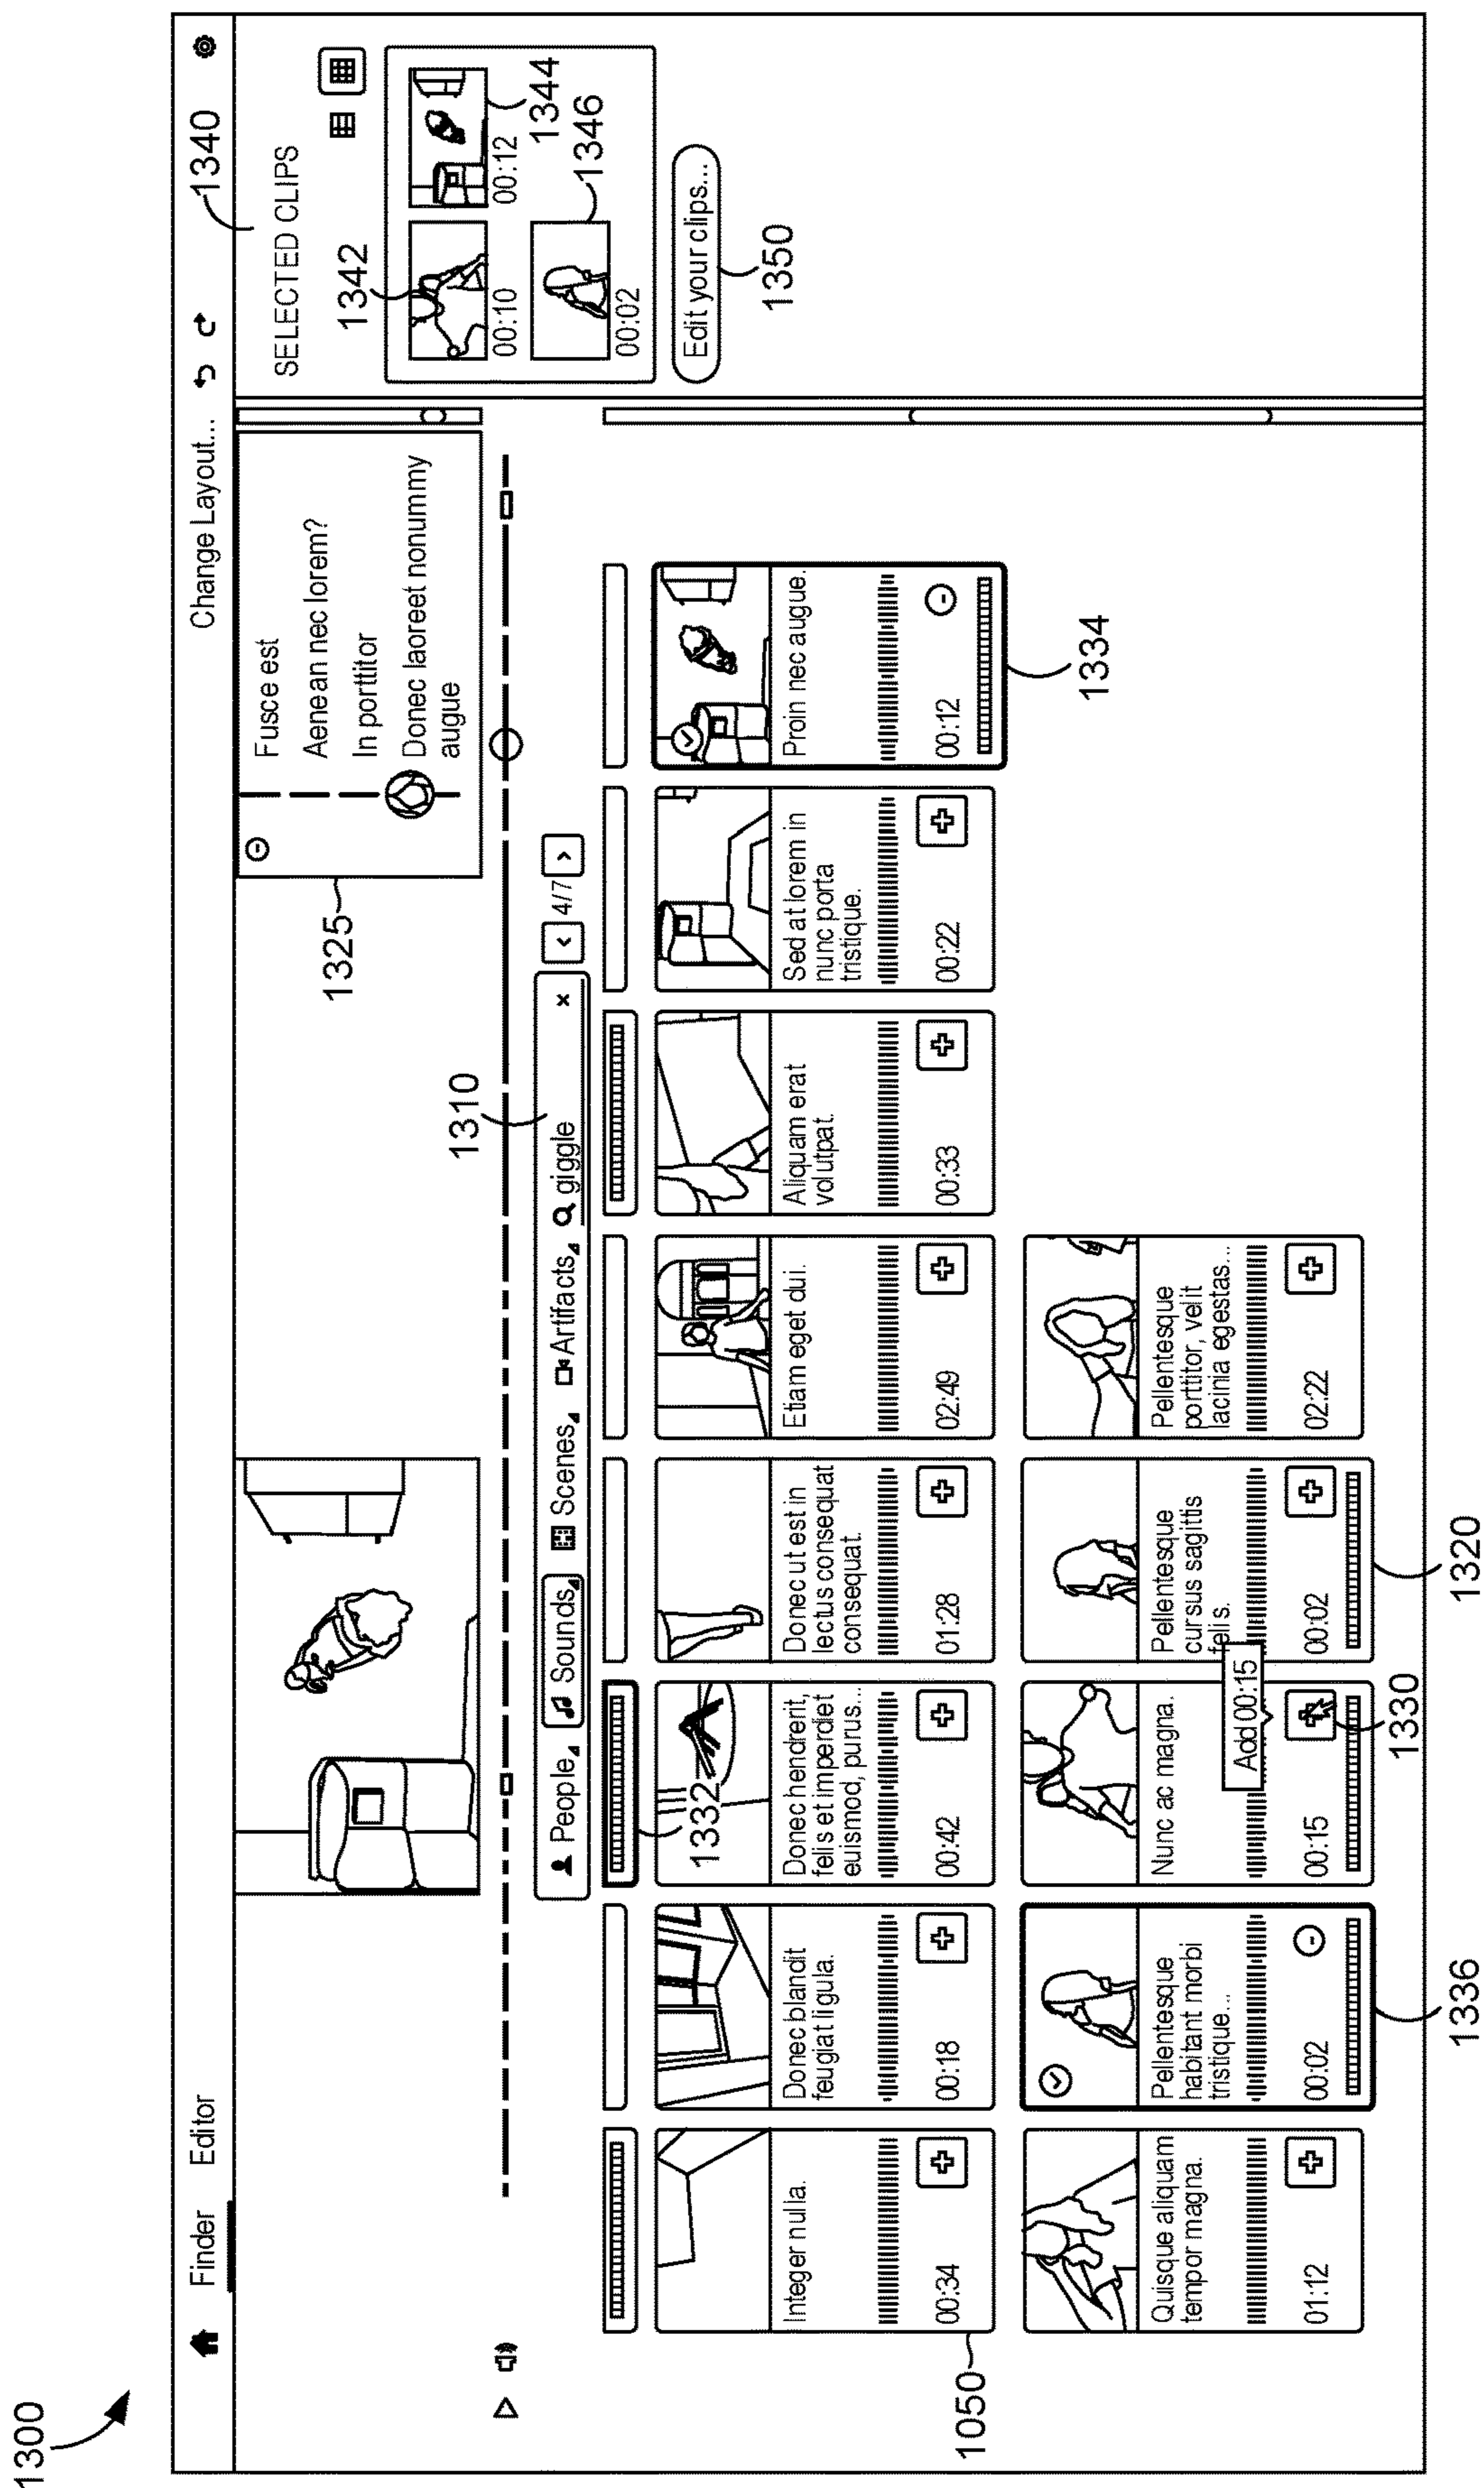 1300
Finder Editor
Change Layout...
1340
Fusce est
Aenean nec lorem?
In porttitor
Donec laoreet nonummy
augue
1325
SELECTED CLIPS
1342
00:10
00:12
1344
00:02
1346
Edit your clips...
1350
1310
People Sounds Scenes Artifacts giggle × < 4/7 >
1332
Integer nulla.
00:34
Donec blandit
feugiat ligula.
00:18
Donec hendrerit,
felis et imperdiet
euismod, purus...
00:42
Donec ut est in
lectus consequat
consequat.
01:28
Etiam eget dui.
02:49
Aliquam erat
volutpat.
00:33
Sed at lorem in
nunc porta
tristique.
00:22
Proin nec augue.
00:12
1334
1050
Quisque aliquam
tempor magna.
01:12
Pellentesque
habitant morbi
tristique...
00:02
1336
Nunc ac magna.
Add 00:15
00:15
1330
Pellentesque
cursus sagittis
felis.
00:02
1320
Pellentesque
porttitor, velit
lacinia egestas...
02:22